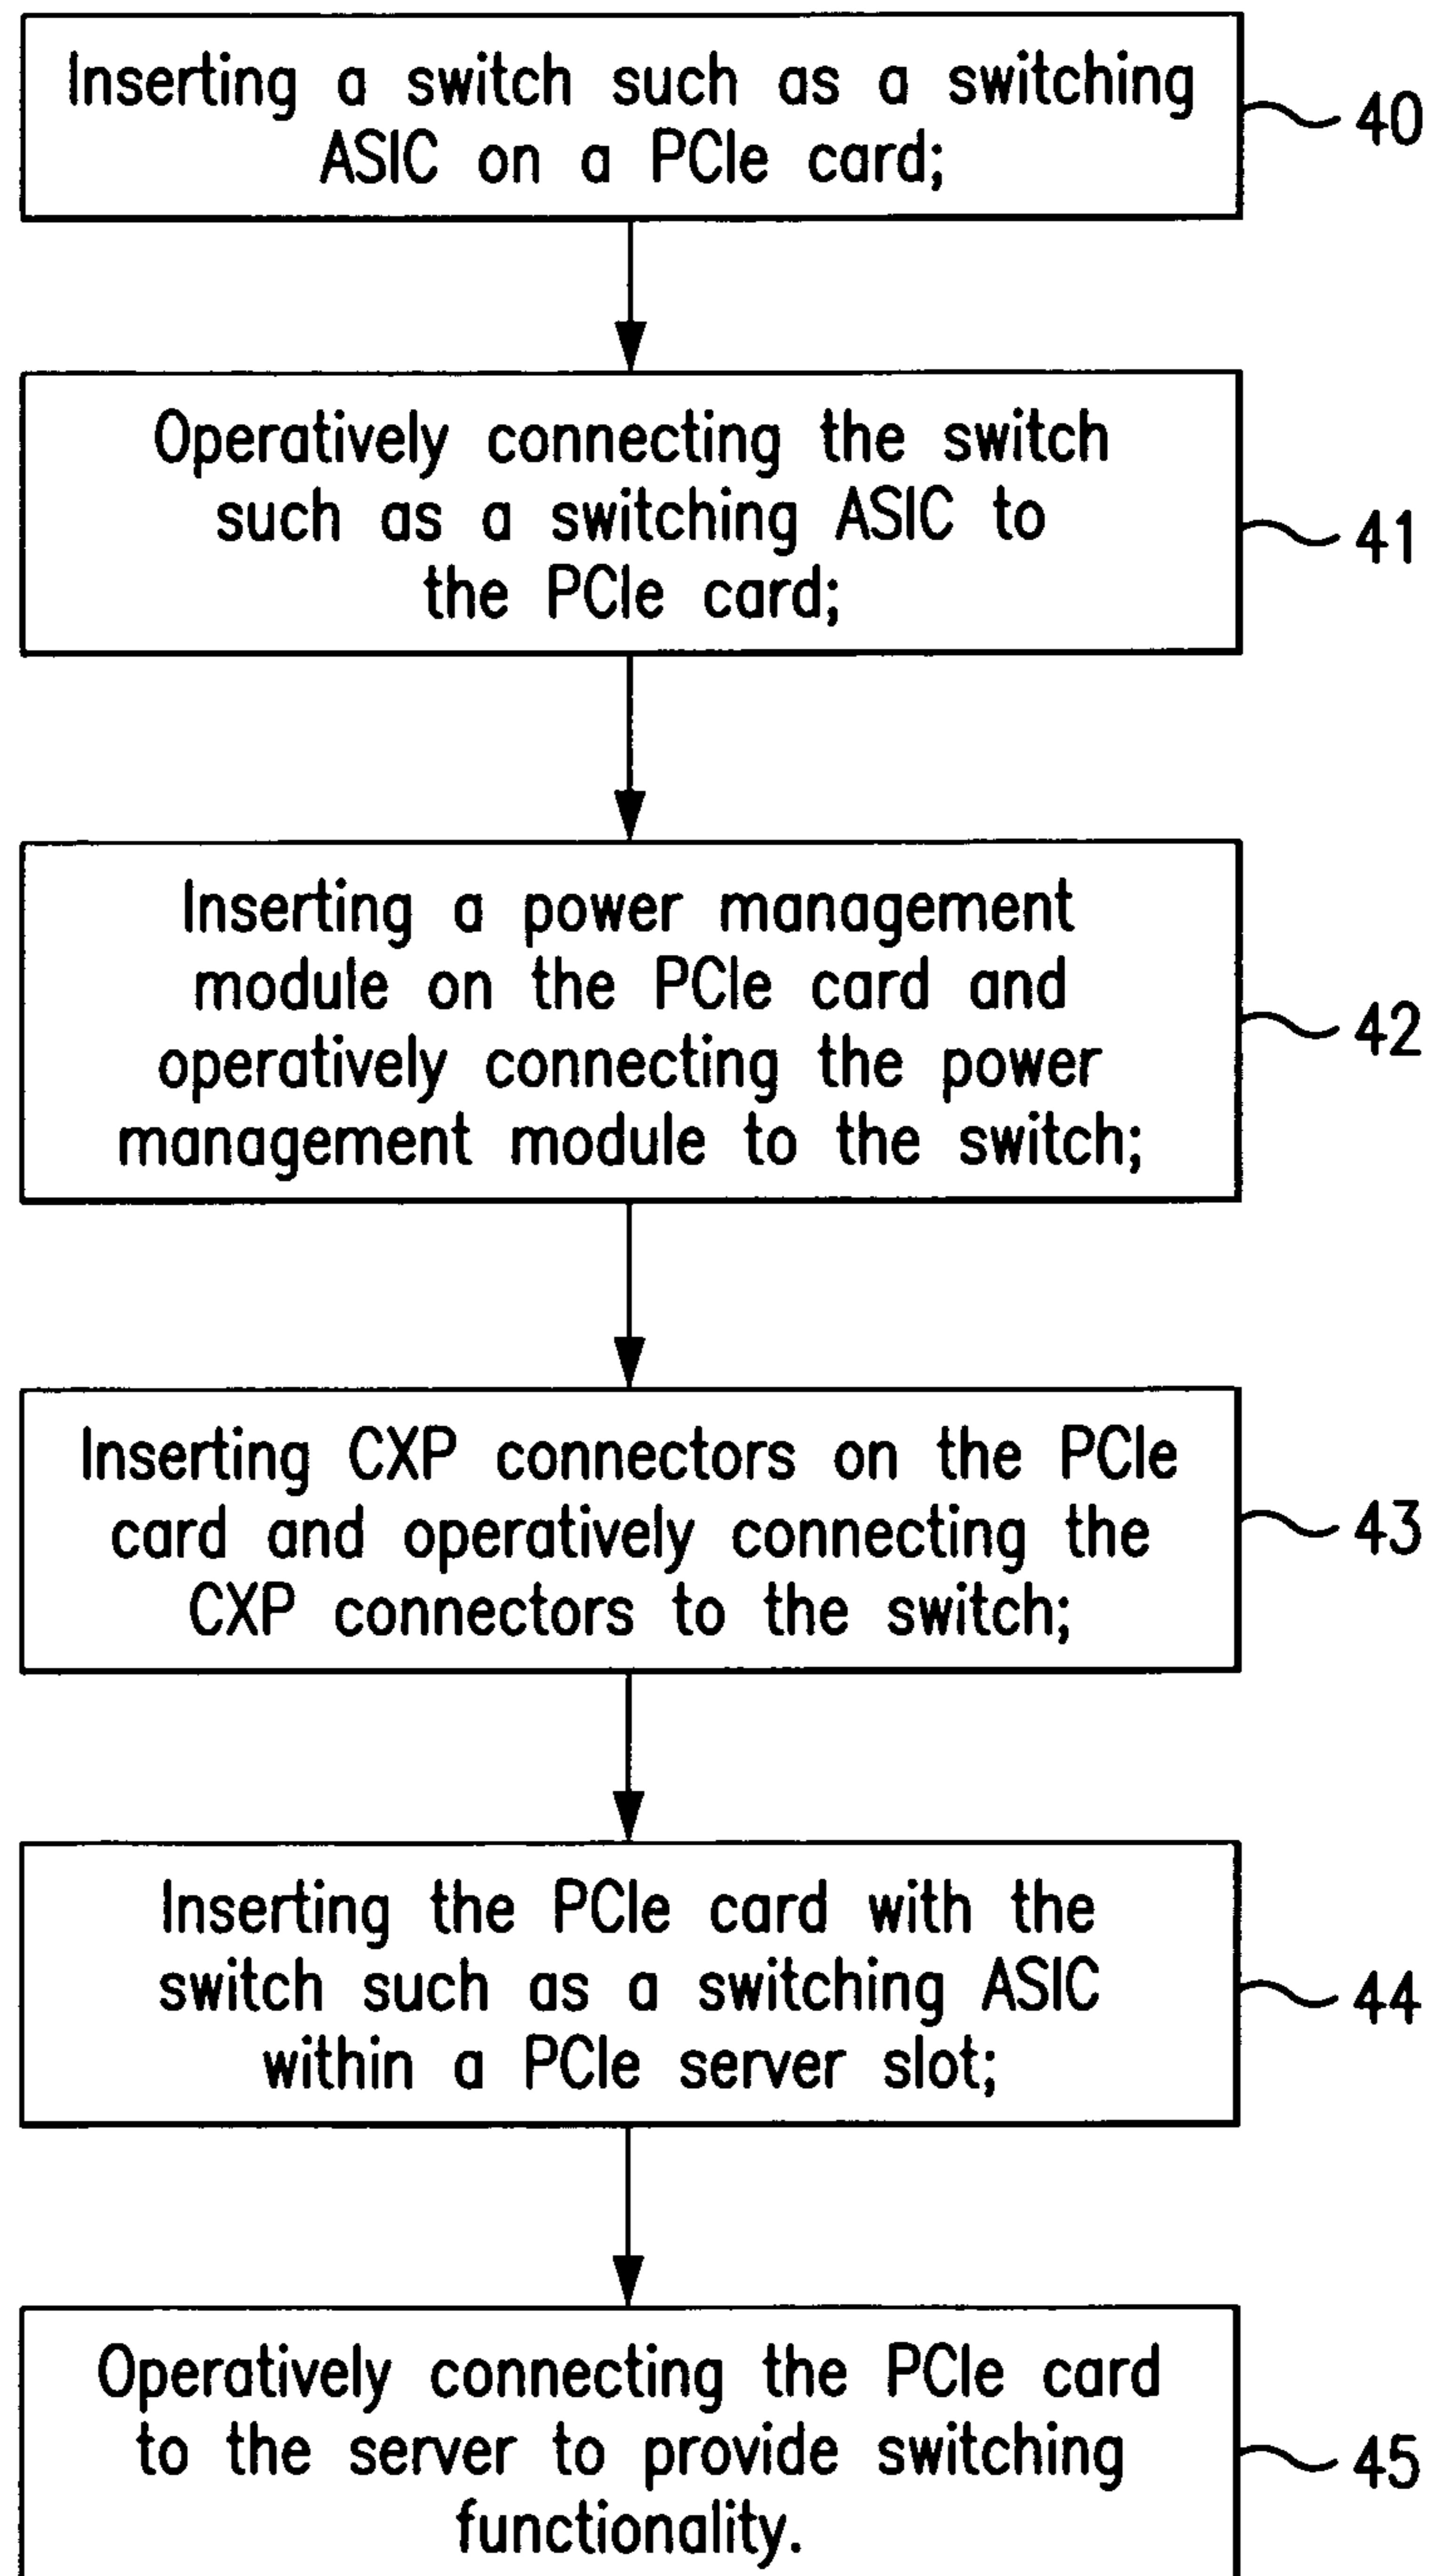 Inserting a switch such as a switching
ASIC on a PCIe card;
40
Operatively connecting the switch
such as a switching ASIC to
the PCIe card;
41
Inserting a power management
module on the PCIe card and
operatively connecting the power
management module to the switch;
42
Inserting CXP connectors on the PCIe
card and operatively connecting the
CXP connectors to the switch;
43
Inserting the PCIe card with the
switch such as a switching ASIC
within a PCIe server slot;
44
Operatively connecting the PCIe card
to the server to provide switching
functionality.
45